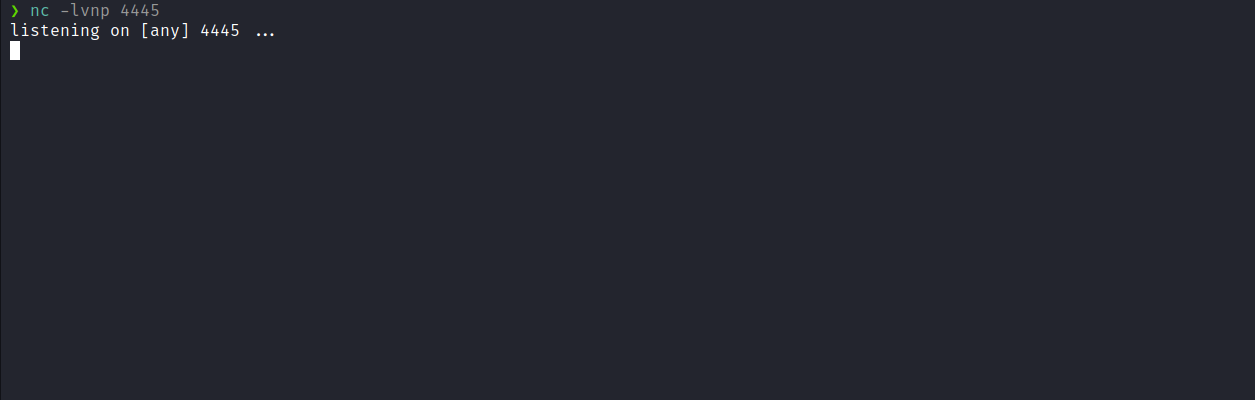 ❯ nc -lvnp 4445
listening on [any] 4445 ...